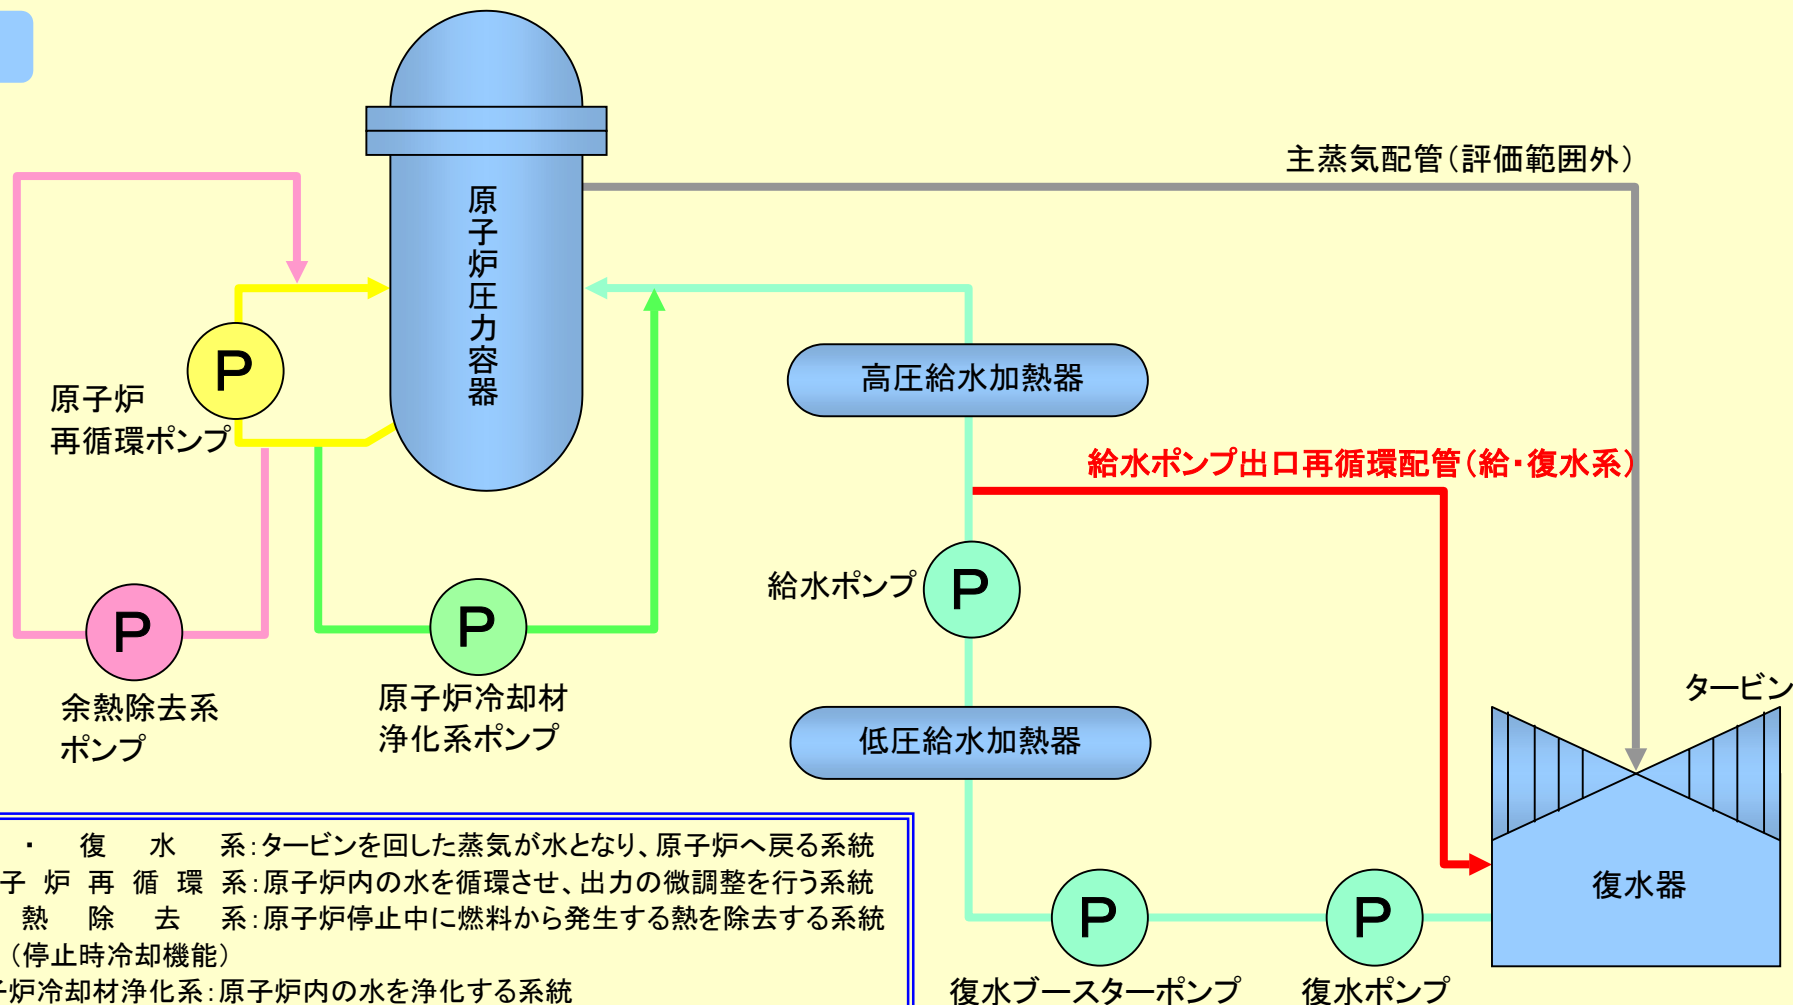 主蒸気配管(評価範囲外)
原子炉圧力容器
P
原子炉
再循環ポンプ
高圧給水加熱器
給水ポンプ出口再循環配管(給・復水系)
給水ポンプ
P
P
余熱除去系
ポンプ
P
原子炉冷却材
浄化系ポンプ
タービン
低圧給水加熱器
復水器
・復水系:タービンを回した蒸気が水となり、原子炉へ戻る系統
子炉再循環系:原子炉内の水を循環させ、出力の微調整を行う系統
熱除去系:原子炉停止中に燃料から発生する熱を除去する系統
(停止時冷却機能)
炉冷却材浄化系:原子炉内の水を浄化する系統
P
復水ブースターポンプ
P
復水ポンプ